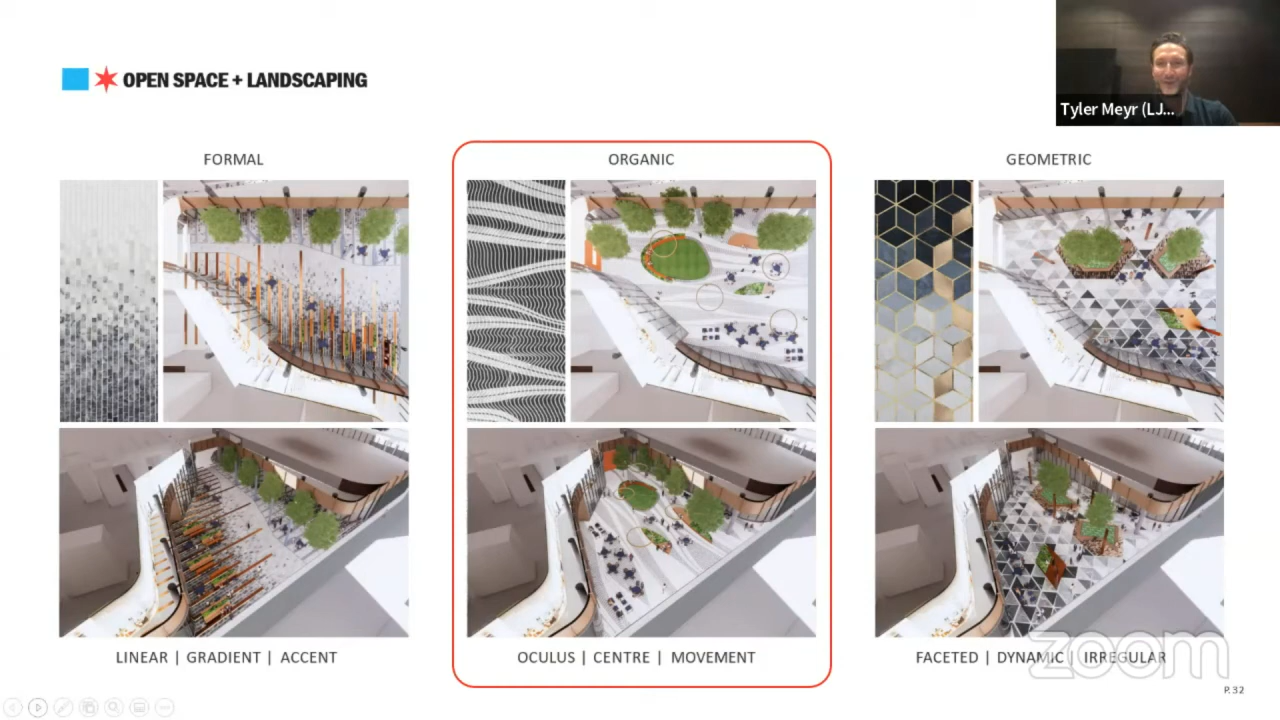 OPEN SPACE + LANDSCAPING
Tyler Meyr (LJ...
FORMAL
ORGANIC
GEOMETRIC
LINEAR | GRADIENT | ACCENT
OCULUS | CENTRE | MOVEMENT
FACETED | DYNAMIC | IRREGULAR
zoom
P.32